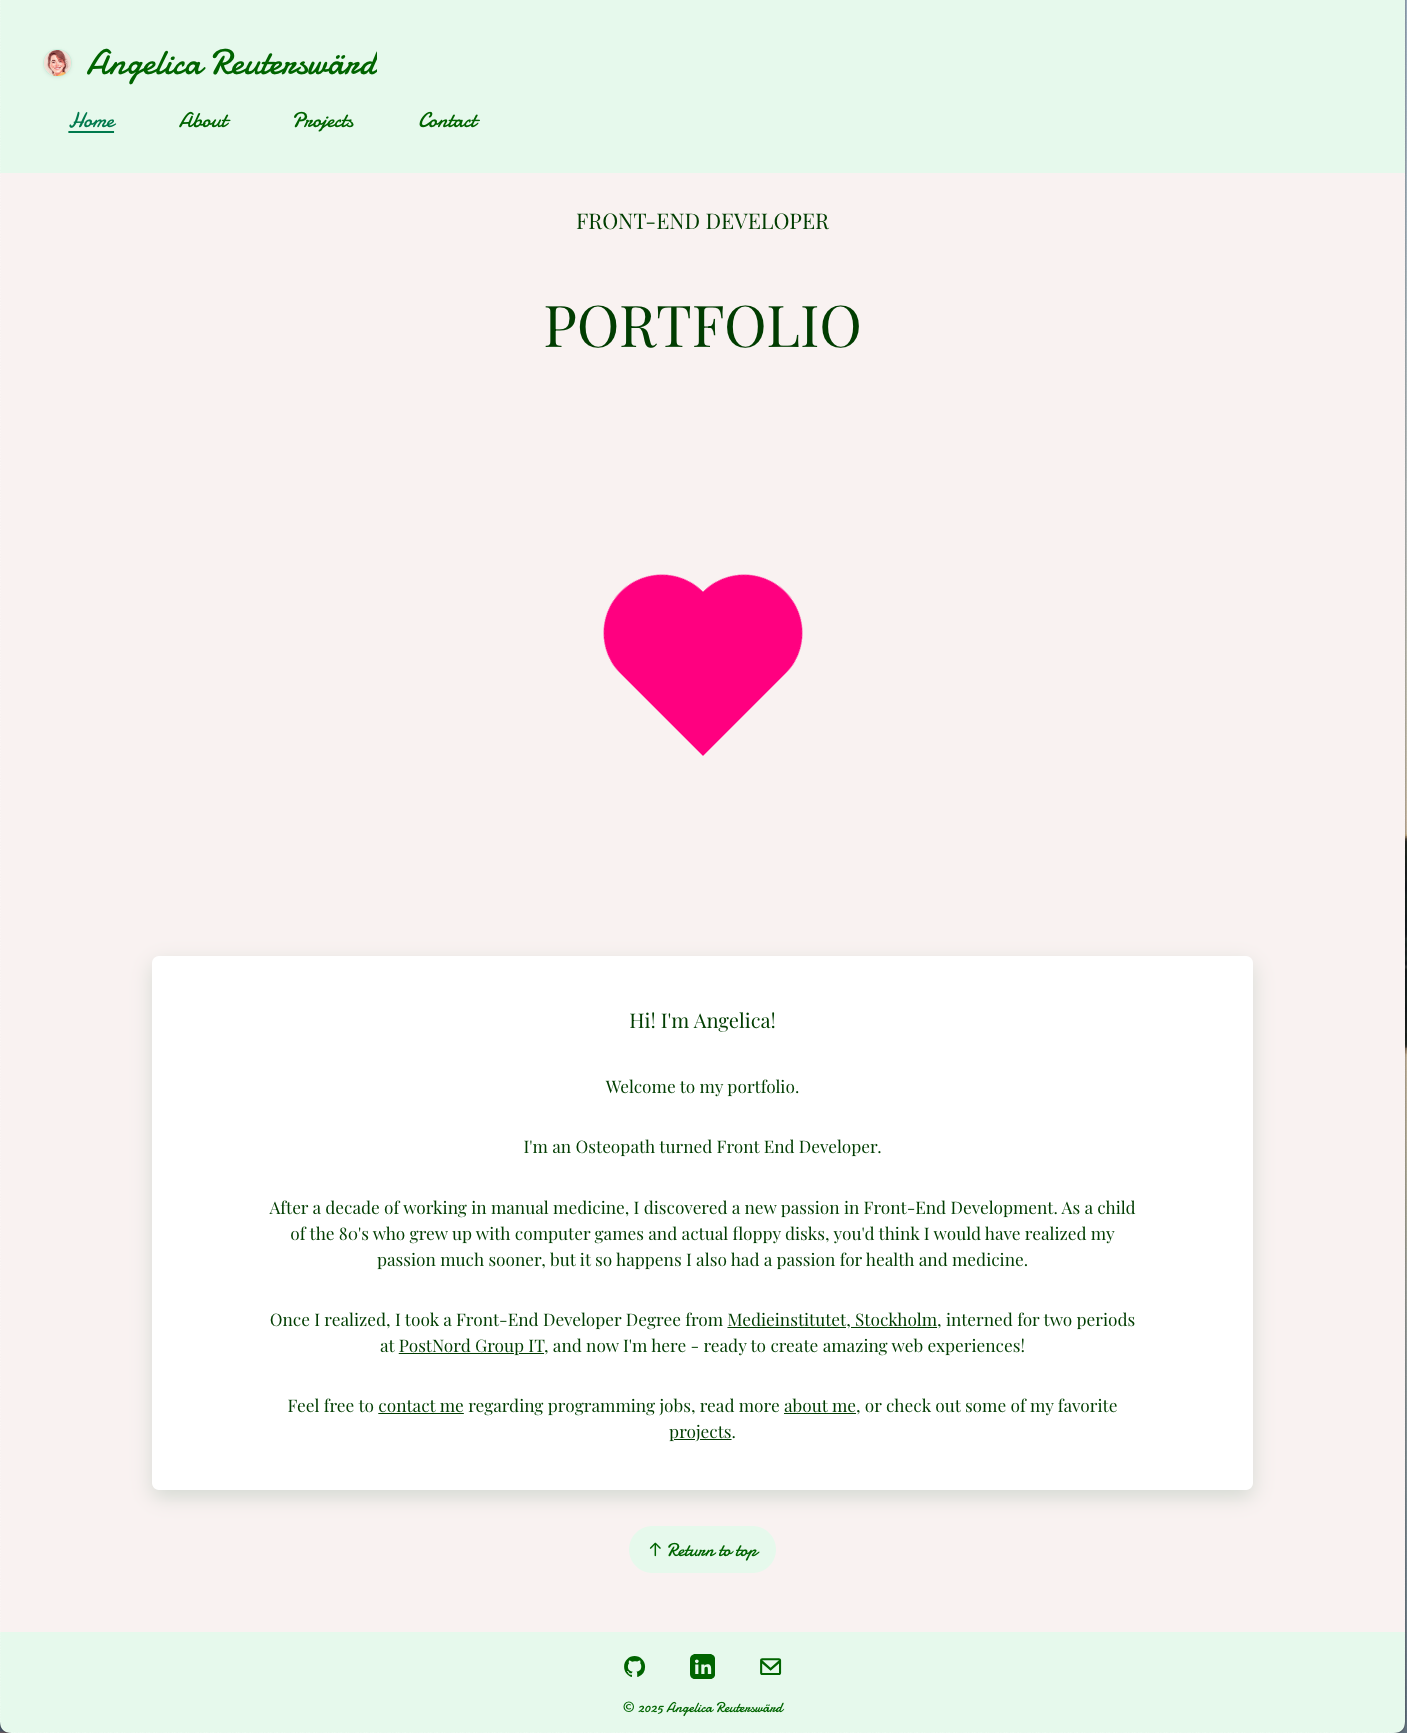 Angelica Reuterswärd
Home About Projects Contact
FRONT-END DEVELOPER
PORTFOLIO
Hi! I'm Angelica!
Welcome to my portfolio.
I'm an Osteopath turned Front End Developer.
After a decade of working in manual medicine, I discovered a new passion in Front-End Development. As a child
of the 80's who grew up with computer games and actual floppy disks, you'd think I would have realized my
passion much sooner, but it so happens I also had a passion for health and medicine.
Once I realized, I took a Front-End Developer Degree from Medieinstitutet, Stockholm, interned for two periods
at PostNord Group IT, and now I'm here - ready to create amazing web experiences!
Feel free to contact me regarding programming jobs, read more about me, or check out some of my favorite
projects.
↑ Return to top
in
© 2025 Angelica Reuterswärd